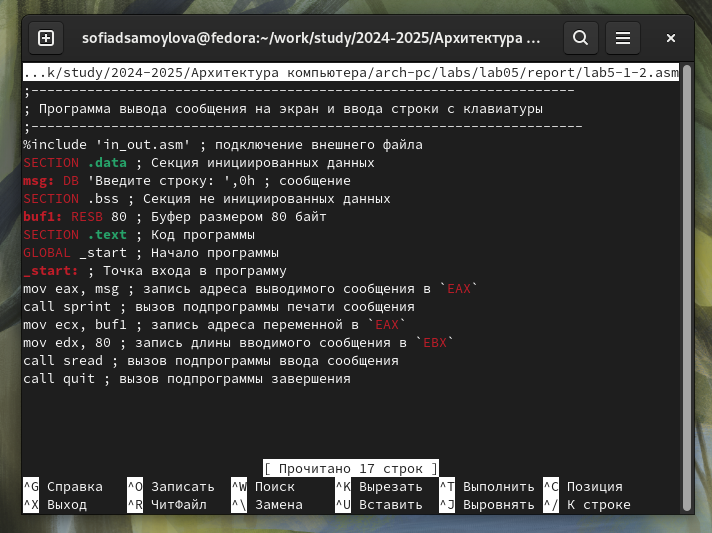 sofiadsamoylova@fedora:~/work/study/2024-2025/Архитектура ...
...k/study/2024-2025/Архитектура компьютера/arch-pc/labs/lab05/report/lab5-1-2.asm
;--------------------------------------------------------------------
; Программа вывода сообщения на экран и ввода строки с клавиатуры
;---------------------------------------------------------------------
%include 'in_out.asm' ; подключение внешнего файла
SECTION .data ; Секция инициированных данных
msg: DB 'Введите строку: ',0h ; сообщение
SECTION .bss ; Секция не инициированных данных
buf1: RESB 80 ; Буфер размером 80 байт
SECTION .text ; Код программы
GLOBAL _start ; Начало программы
_start: ; Точка входа в программу
mov eax, msg ; запись адреса выводимого сообщения в `EAX`
call sprint ; вызов подпрограммы печати сообщения
mov ecx, buf1 ; запись адреса переменной в `EAX`
mov edx, 80 ; запись длины вводимого сообщения в `EBX`
call sread ; вызов подпрограммы ввода сообщения
call quit ; вызов подпрограммы завершения
[ Прочитано 17 строк ]
^G Справка ^O Записать ^W Поиск ^K Вырезать ^T Выполнить ^C Позиция
^X Выход ^R ЧитФайл ^\ Замена ^U Вставить ^J Выровнять ^/ К строке